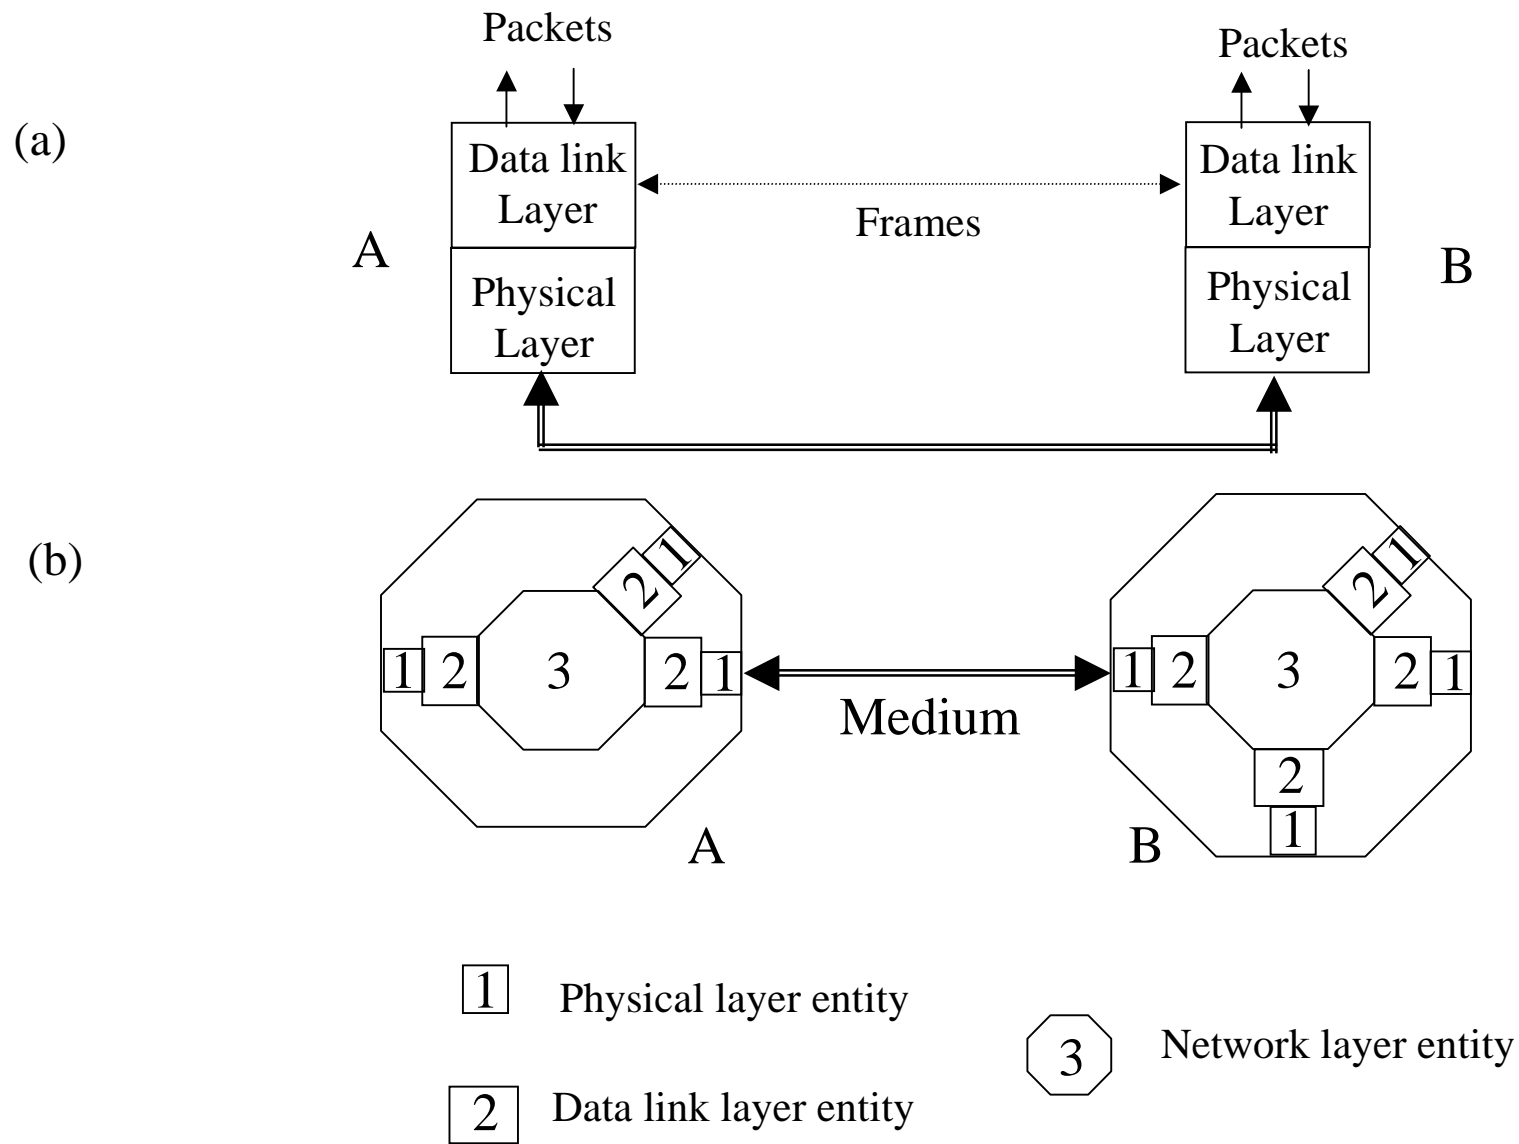 Packets
Packets
(a)
Data link
Layer
Data link
Layer
Frames
A
B
Physical
Layer
Physical
Layer
(b)
1
2
1
2
1
2
3
2
1
1
2
3
2
1
Medium
2
1
A
B
1
Physical layer entity
3
Network layer entity
2
Data link layer entity